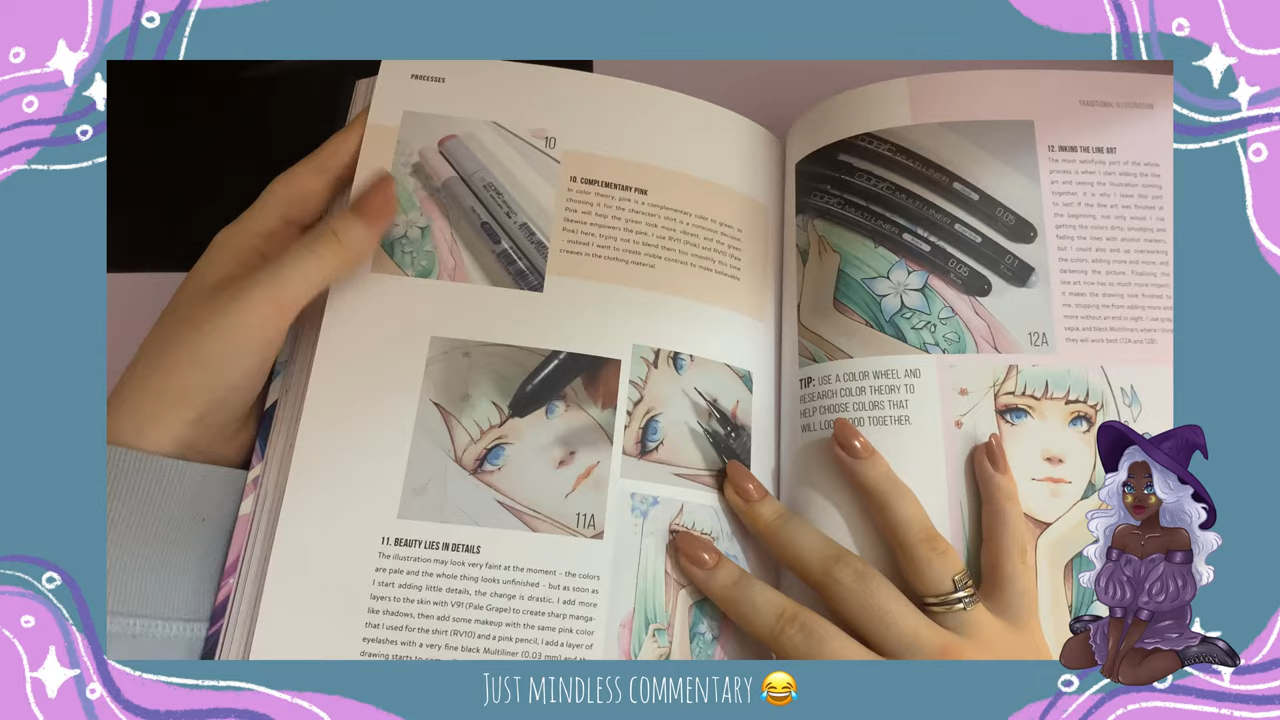 PROCESSES
10
10. COMPLEMENTARY PINK
In color theory, pink is a complementary color to green, so
choosing it for the character's shirt is a conscious decision.
Pink will help the green look more vibrant, and the green
likewise empowers the pink. I use RV11 (Pink) and RV10 (Pale
Pink) here, trying not to blend them too smoothly this time
– instead I want to create visible contrast to make believable
creases in the clothing material.
11A
11. BEAUTY LIES IN DETAILS
The illustration may look very faint at the moment – the colors
are pale and the whole thing looks unfinished – but as soon as
I start adding little details, the change is drastic. I add more
layers to the skin with V91 (Pale Grape) to create sharp manga-
like shadows, then add some makeup with the same pink color
that I used for the shirt (RV10) and a pink pencil. I add a layer of
eyelashes with a very fine black Multiliner (0.03 mm) and the
drawing starts to
TRADITIONAL ILLUSTRATION
COPIC MULTI LINER
0.05
COPIC MULTI LINER
0.1
COPIC MULTI LINER
0.05
12A
12. INKING THE LINE ART
The most satisfying part of the whole
process is when I start adding the line
art and seeing the illustration coming
together, it is why I leave this part
to last! If the line art was finished at
the beginning, not only would I risk
getting the colors dirty, smudging and
fading the lines with alcohol markers,
but I could also end up overworking
the colors, adding more and more, and
darkening the picture. Finalising the
line art now has so much more impact:
it makes the drawing look finished to
me, stopping me from adding more and
more without an end in sight. I use gray,
sepia, and black Multiliners where I think
they will work best (12A and 12B).
TIP: USE A COLOR WHEEL AND
RESEARCH COLOR THEORY TO
HELP CHOOSE COLORS THAT
WILL LOOK GOOD TOGETHER.
Just mindless commentary 😂